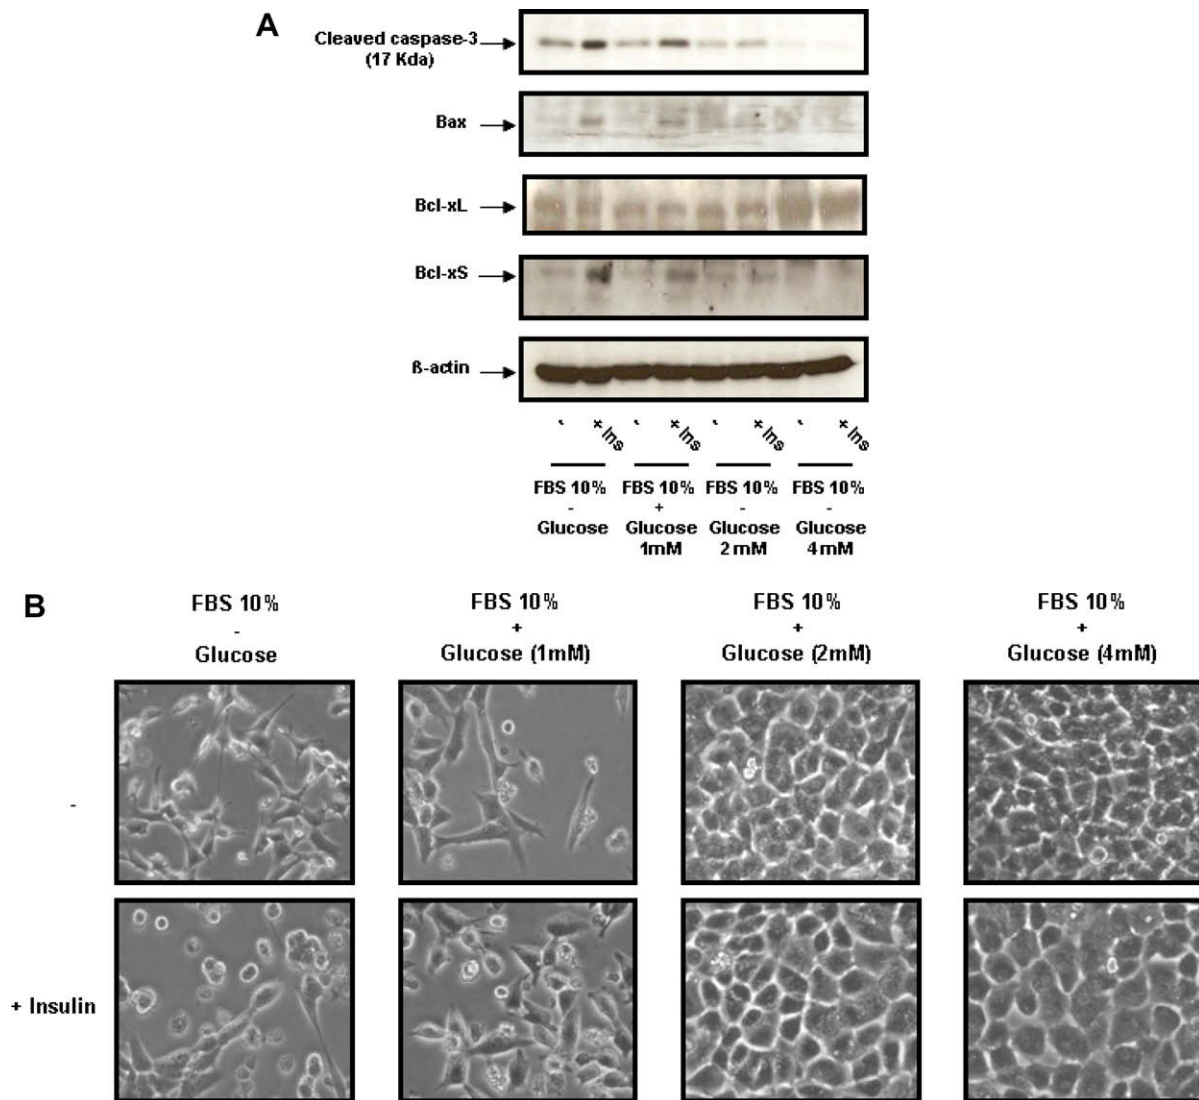 A
Cleaved caspase-3
(17 Kda)
Bax
Bcl-xL
Bcl-xS
ß-actin
- + Ins - + Ins - + Ins - + Ins
FBS 10% FBS 10% FBS 10% FBS 10%
- + - -
Glucose Glucose Glucose Glucose
1mM 2mM 4mM
B
FBS 10% FBS 10% FBS 10% FBS 10%
- + + +
Glucose Glucose (1mM) Glucose (2mM) Glucose (4mM)
-
+ Insulin